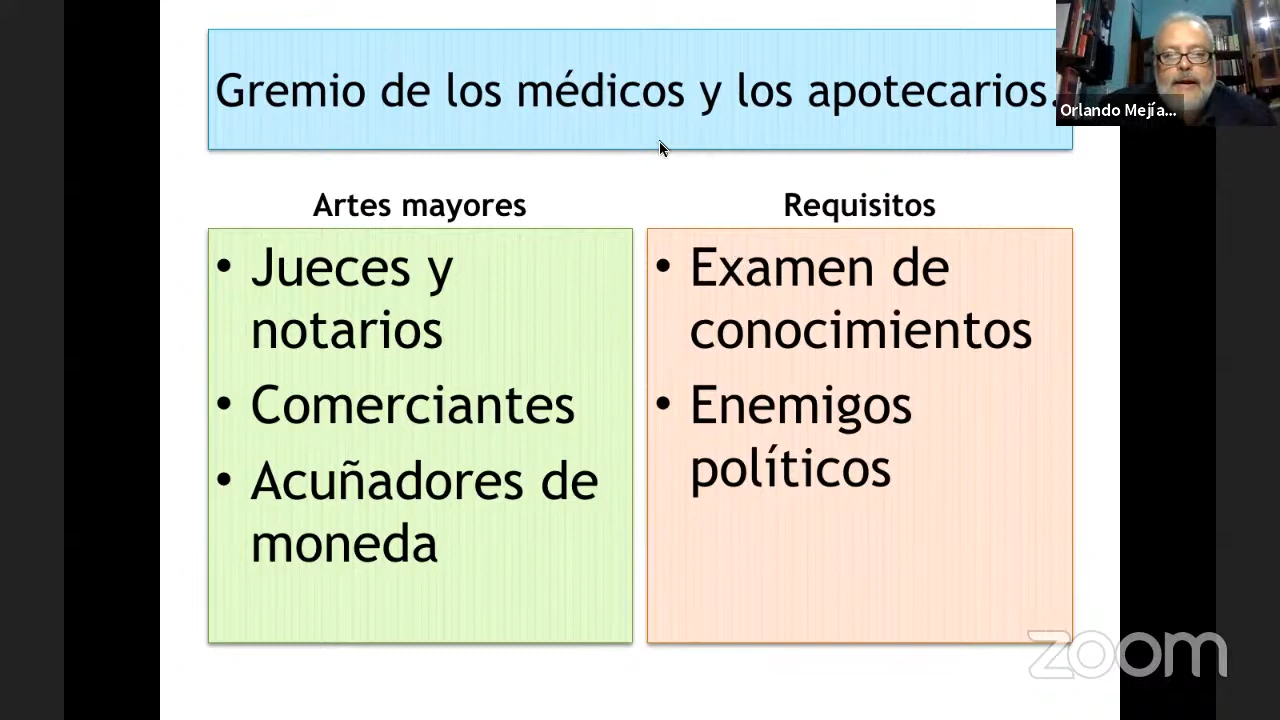 Gremio de los médicos y los apotecarios.
Orlando Mejía...
Artes mayores
• Jueces y
notarios
• Comerciantes
• Acuñadores de
moneda
Requisitos
• Examen de
conocimientos
• Enemigos
políticos
zoom